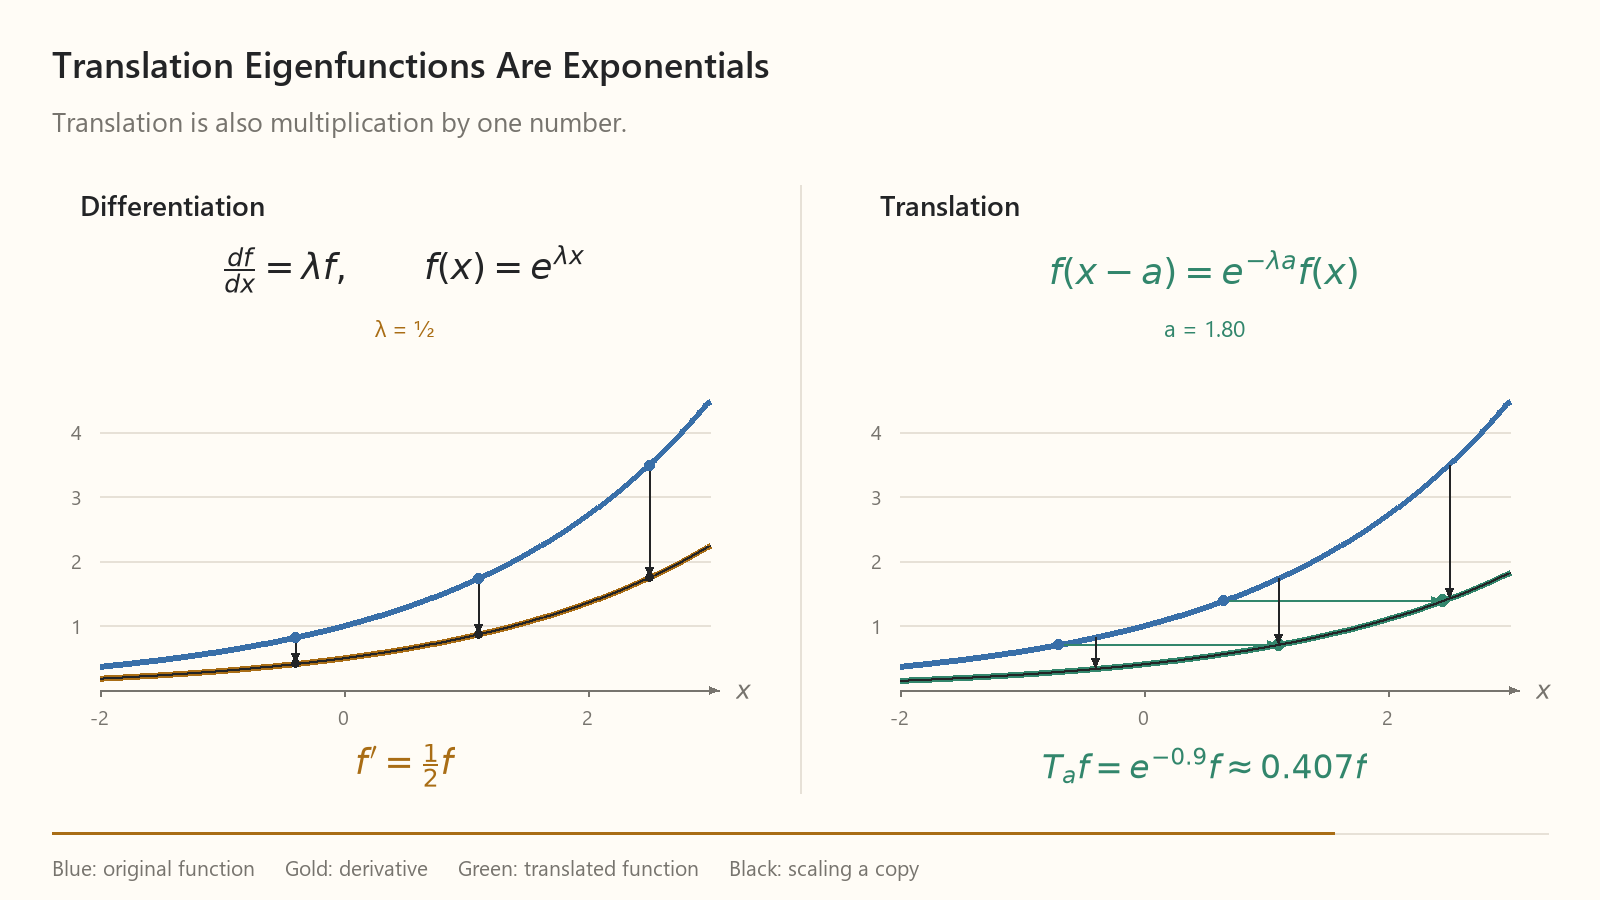 Translation Eigenfunctions Are Exponentials
Translation is also multiplication by one number.
Differentiation
df/dx = λf,    f(x) = e^{λx}
λ = ½
4
3
2
1
-2 0 2 x
f′ = 1/2 f
Translation
f(x − a) = e^{−λa}f(x)
a = 1.80
4
3
2
1
-2 0 2 x
T_a f = e^{−0.9}f ≈ 0.407f
Blue: original function Gold: derivative Green: translated function Black: scaling a copy